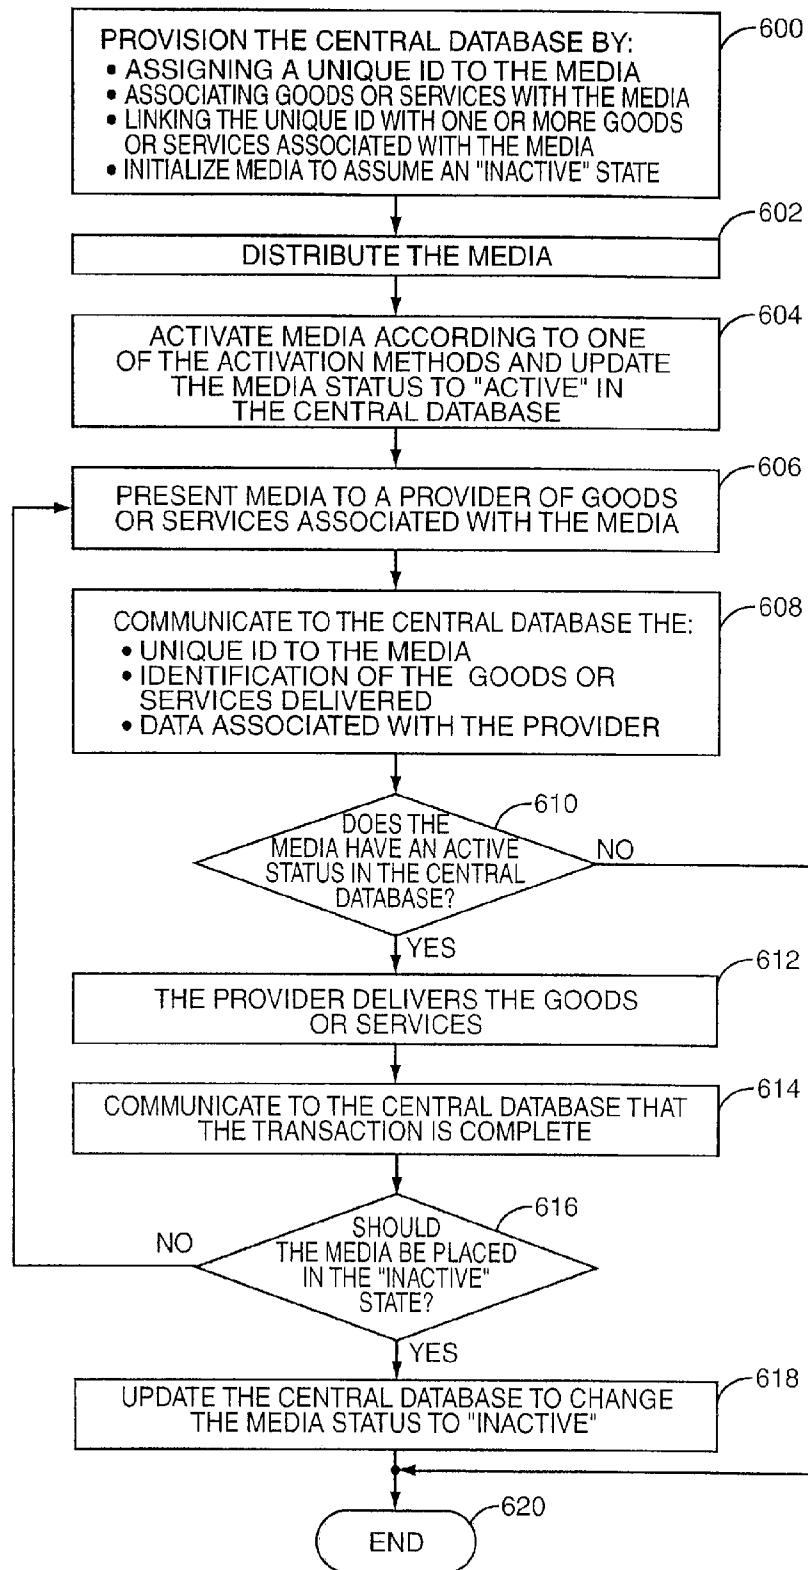 PROVISION THE CENTRAL DATABASE BY:
• ASSIGNING A UNIQUE ID TO THE MEDIA
• ASSOCIATING GOODS OR SERVICES WITH THE MEDIA
• LINKING THE UNIQUE ID WITH ONE OR MORE GOODS
OR SERVICES ASSOCIATED WITH THE MEDIA
• INITIALIZE MEDIA TO ASSUME AN "INACTIVE" STATE
600
DISTRIBUTE THE MEDIA
602
ACTIVATE MEDIA ACCORDING TO ONE
OF THE ACTIVATION METHODS AND UPDATE
THE MEDIA STATUS TO "ACTIVE" IN
THE CENTRAL DATABASE
604
PRESENT MEDIA TO A PROVIDER OF GOODS
OR SERVICES ASSOCIATED WITH THE MEDIA
606
COMMUNICATE TO THE CENTRAL DATABASE THE:
• UNIQUE ID TO THE MEDIA
• IDENTIFICATION OF THE GOODS OR
SERVICES DELIVERED
• DATA ASSOCIATED WITH THE PROVIDER
608
DOES THE
MEDIA HAVE AN ACTIVE
STATUS IN THE CENTRAL
DATABASE?
610
NO
YES
THE PROVIDER DELIVERS THE GOODS
OR SERVICES
612
COMMUNICATE TO THE CENTRAL DATABASE THAT
THE TRANSACTION IS COMPLETE
614
SHOULD
THE MEDIA BE PLACED
IN THE "INACTIVE"
STATE?
616
NO
YES
UPDATE THE CENTRAL DATABASE TO CHANGE
THE MEDIA STATUS TO "INACTIVE"
618
END
620